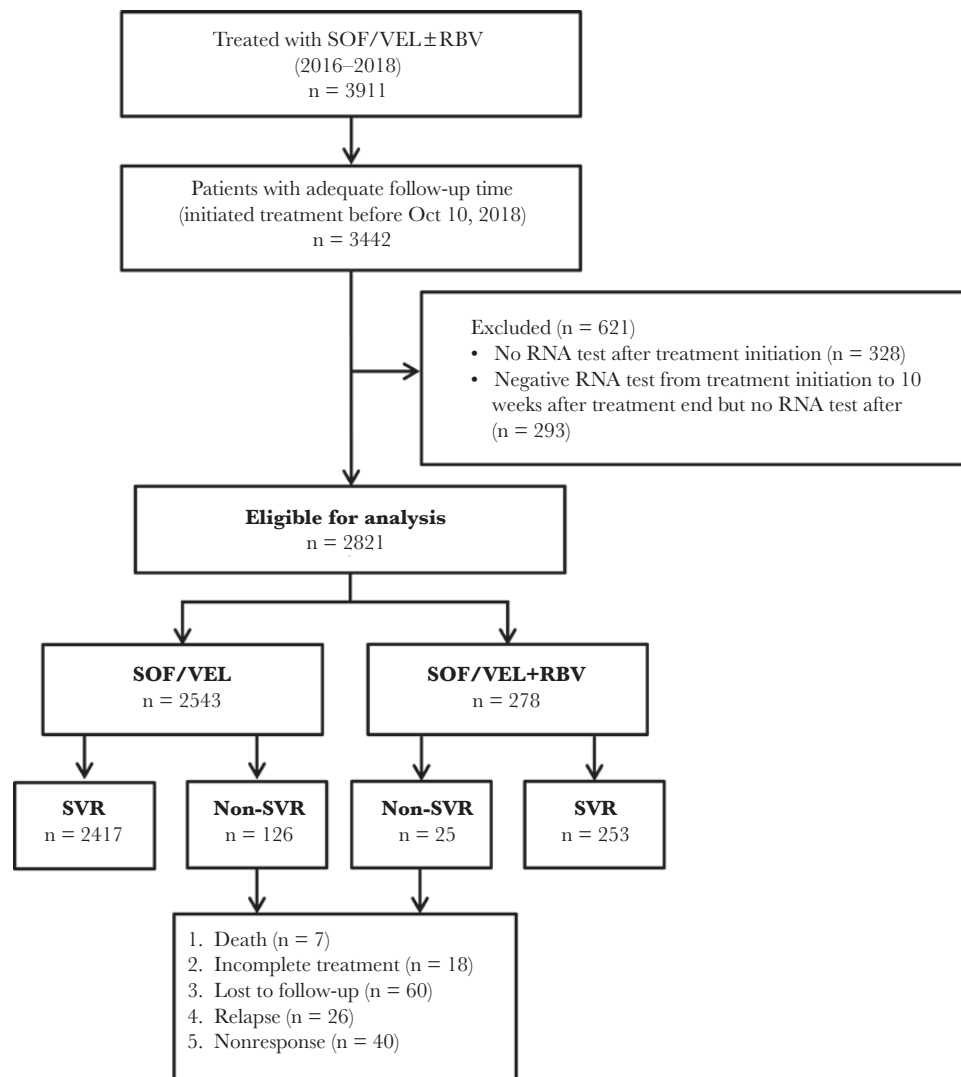 Treated with SOF/VEL±RBV
(2016–2018)
n = 3911
Patients with adequate follow-up time
(initiated treatment before Oct 10, 2018)
n = 3442
Excluded (n = 621)
• No RNA test after treatment initiation (n = 328)
• Negative RNA test from treatment initiation to 10
weeks after treatment end but no RNA test after
(n = 293)
Eligible for analysis
n = 2821
SOF/VEL
n = 2543
SOF/VEL+RBV
n = 278
SVR
n = 2417
Non-SVR
n = 126
Non-SVR
n = 25
SVR
n = 253
1. Death (n = 7)
2. Incomplete treatment (n = 18)
3. Lost to follow-up (n = 60)
4. Relapse (n = 26)
5. Nonresponse (n = 40)